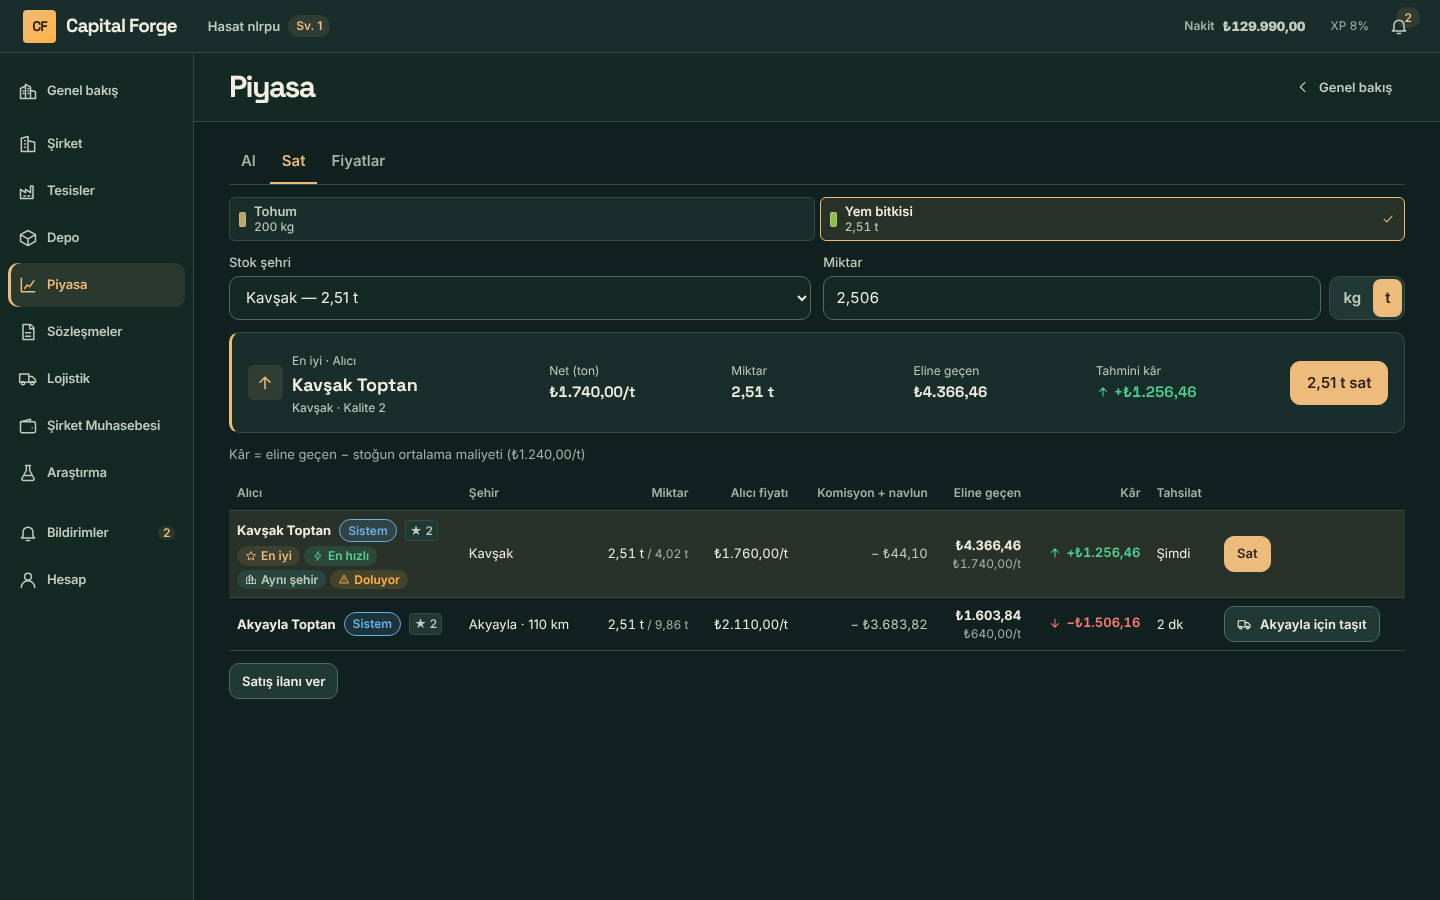 CF Capital Forge Hasat nlrpu Sv. 1 Nakit ₺129.990,00 XP 8% 2
Genel bakış
Şirket
Tesisler
Depo
Piyasa
Sözleşmeler
Lojistik
Şirket Muhasebesi
Araştırma
Bildirimler 2
Hesap
Piyasa
Genel bakış
Al Sat Fiyatlar
Tohum
200 kg
Yem bitkisi
2,51 t
Stok şehri
Kavşak — 2,51 t
Miktar
2,506 kg t
En iyi · Alıcı
Kavşak Toptan
Kavşak · Kalite 2
Net (ton)
₺1.740,00/t
Miktar
2,51 t
Eline geçen
₺4.366,46
Tahmini kâr
↑ +₺1.256,46
2,51 t sat
Kâr = eline geçen − stoğun ortalama maliyeti (₺1.240,00/t)
Alıcı Şehir Miktar Alıcı fiyatı Komisyon + navlun Eline geçen Kâr Tahsilat
Kavşak Toptan Sistem ★ 2
En iyi En hızlı
Aynı şehir Doluyor
Kavşak 2,51 t / 4,02 t ₺1.760,00/t − ₺44,10
₺4.366,46
₺1.740,00/t
↑ +₺1.256,46 Şimdi Sat
Akyayla Toptan Sistem ★ 2 Akyayla · 110 km 2,51 t / 9,86 t ₺2.110,00/t − ₺3.683,82
₺1.603,84
₺640,00/t
↓ −₺1.506,16 2 dk Akyayla için taşıt
Satış ilanı ver